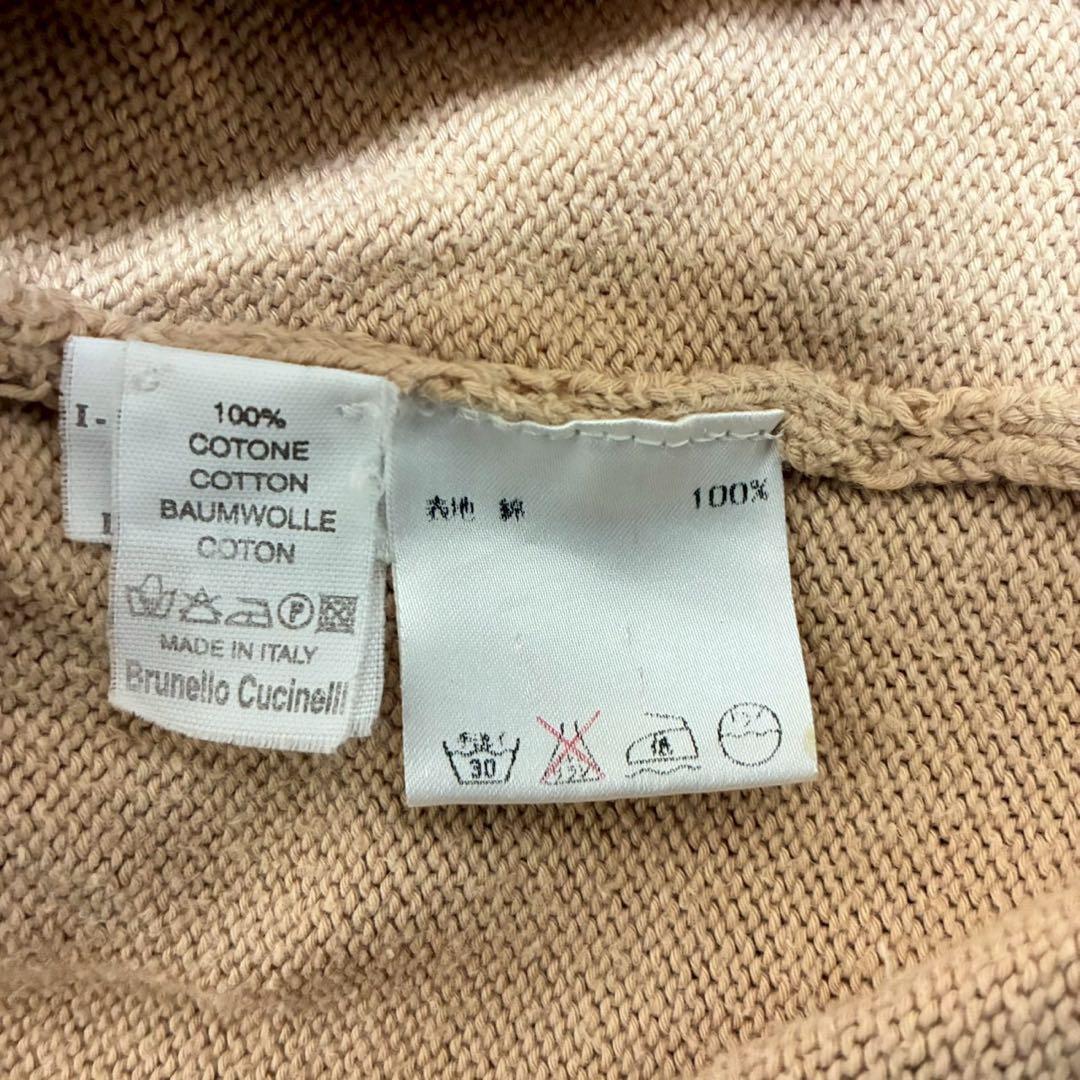 I-
100%
COTONE
COTTON
BAUMWOLLE
COTON
P
MADE IN ITALY
Brunello Cucinelli
表地 綿 100%
30